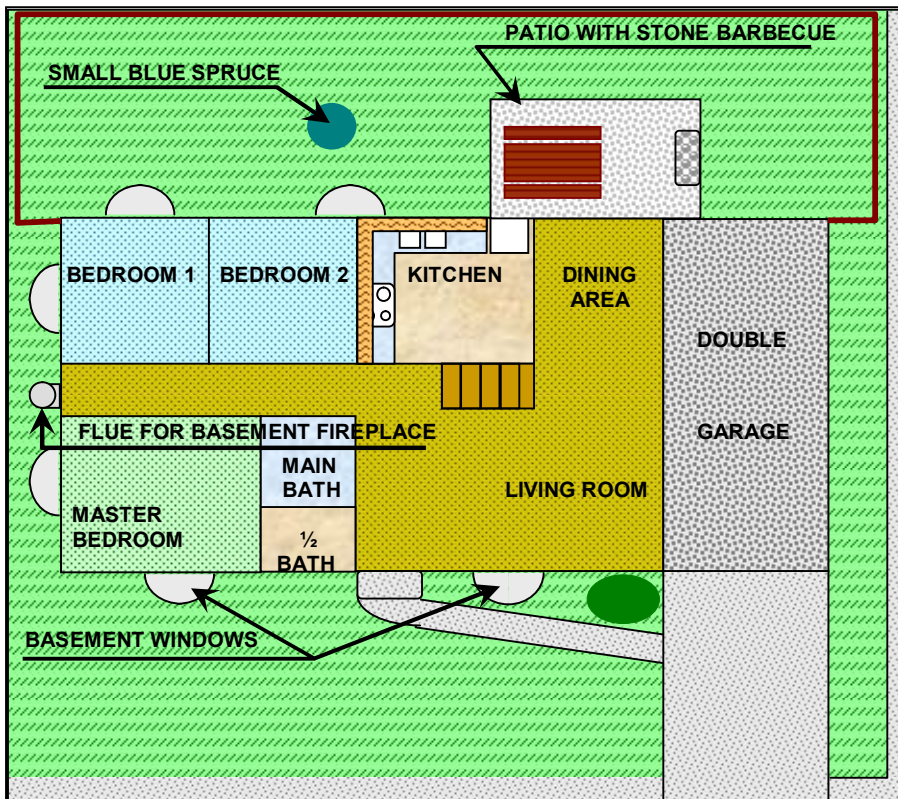 PATIO WITH STONE BARBECUE
SMALL BLUE SPRUCE
BEDROOM 1
BEDROOM 2
KITCHEN
DINING
AREA
DOUBLE
GARAGE
FLUE FOR BASEMENT FIREPLACE
MAIN
BATH
LIVING ROOM
MASTER
BEDROOM
½
BATH
BASEMENT WINDOWS